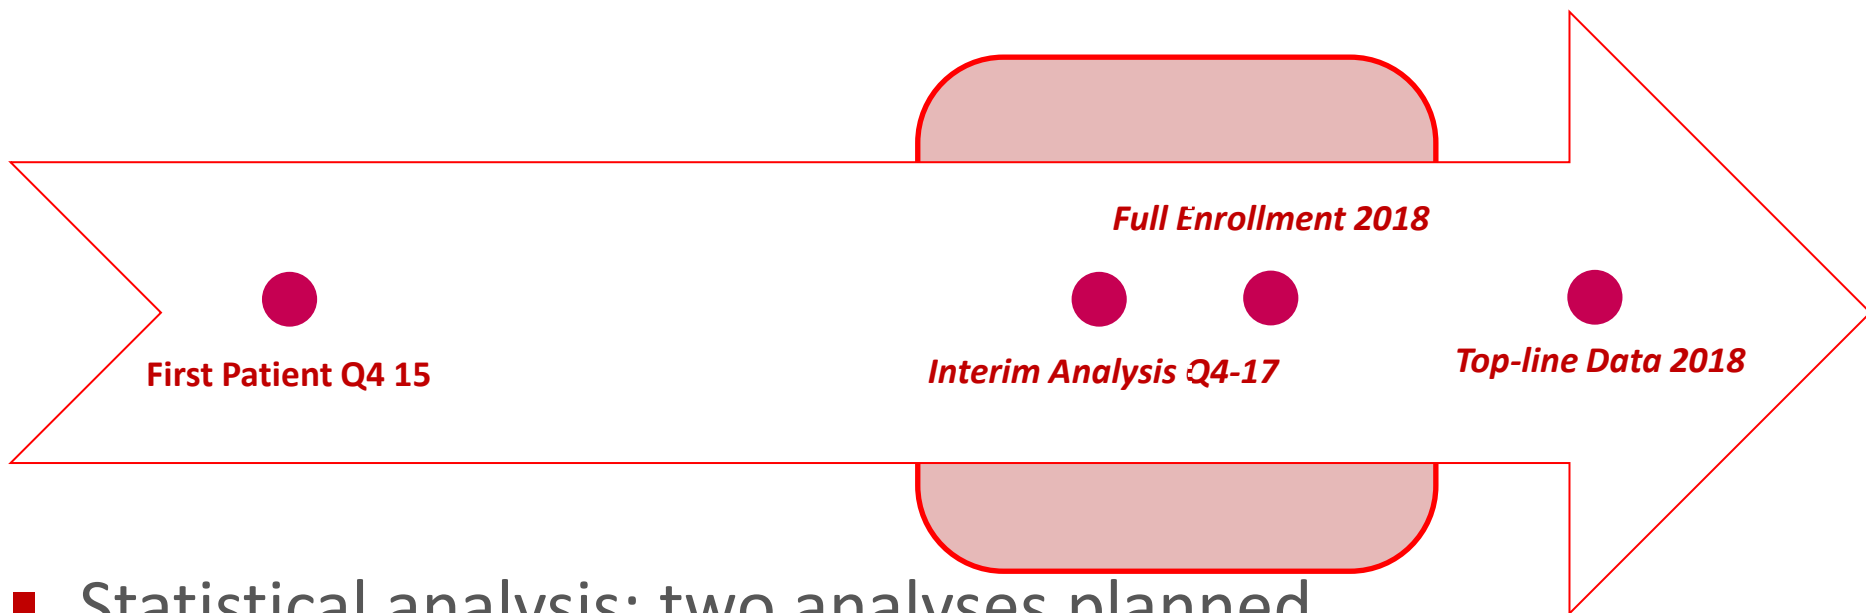 Full Enrollment 2018
First Patient Q4 15
Interim Analysis Q4-17
Top-line Data 2018
Statistical analysis: two analyses planned